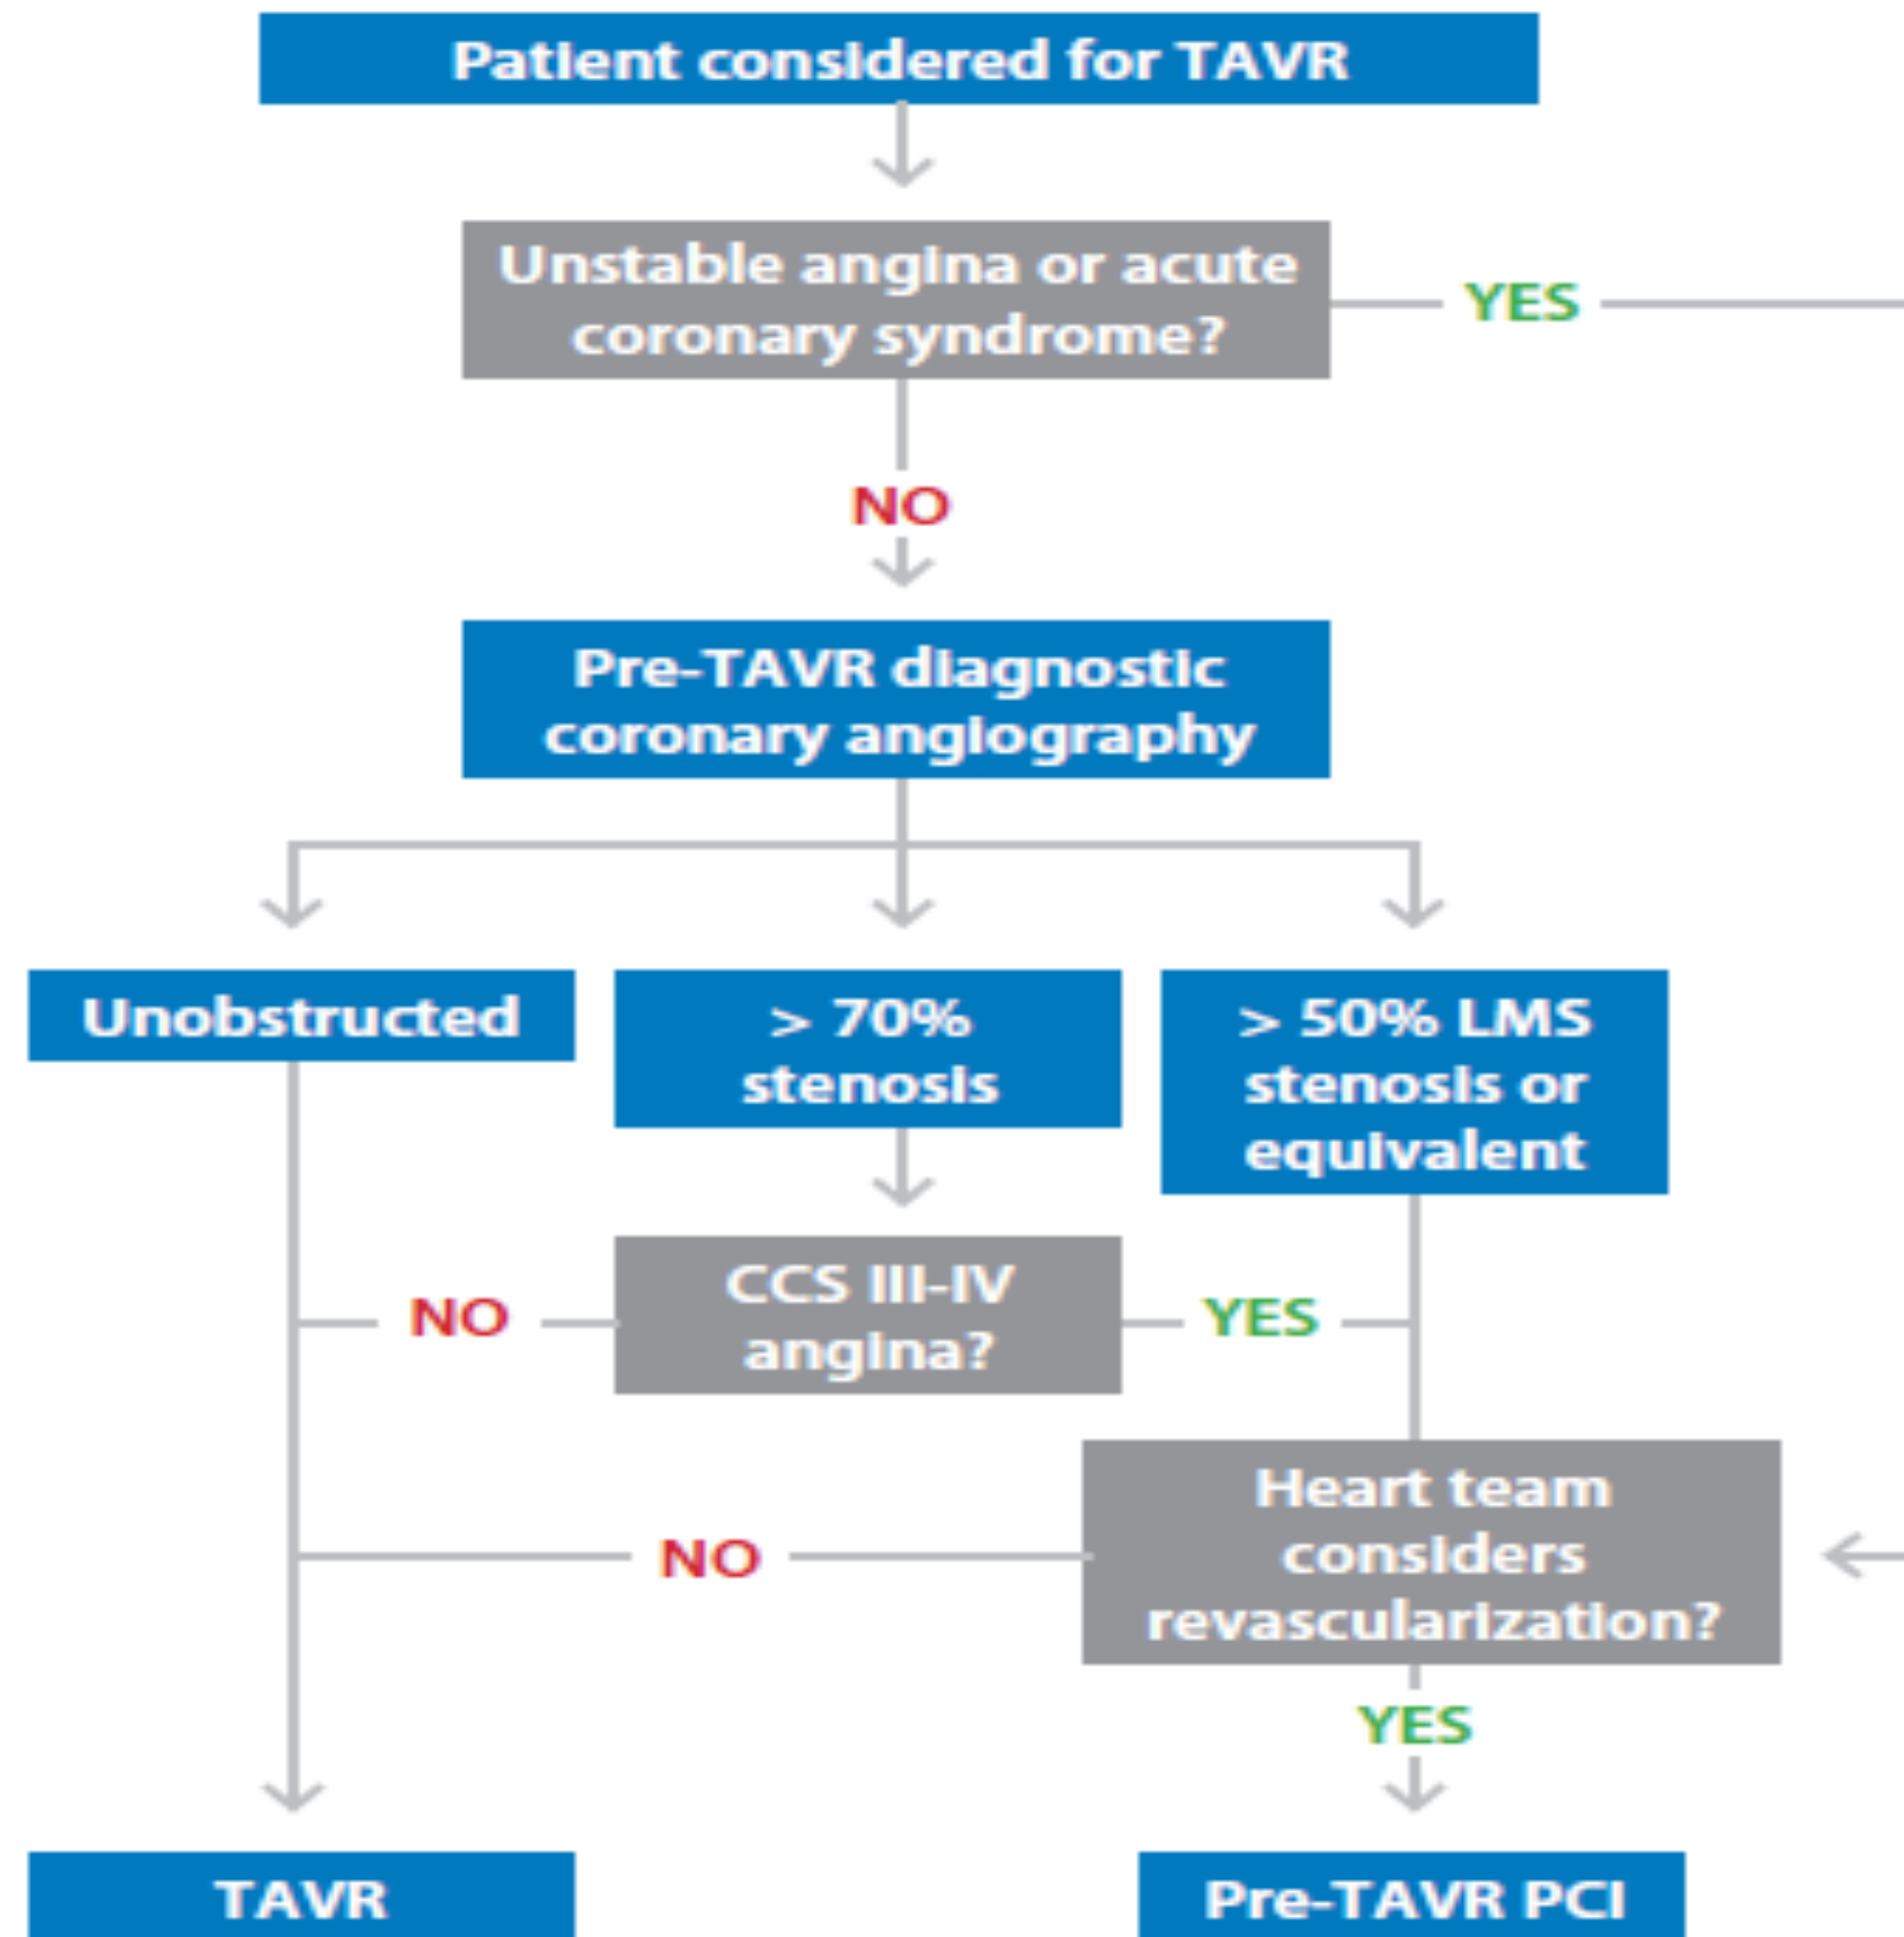 Patient considered for TAVR
Unstable angina or acute
coronary syndrome?
YES
NO
Pre-TAVR diagnostic
coronary angiography
Unobstructed
> 70%
stenosis
> 50% LMS
stenosis or
equivalent
CCS III-IV
angina?
NO
YES
Heart team
considers
revascularization?
NO
YES
TAVR
Pre-TAVR PCI